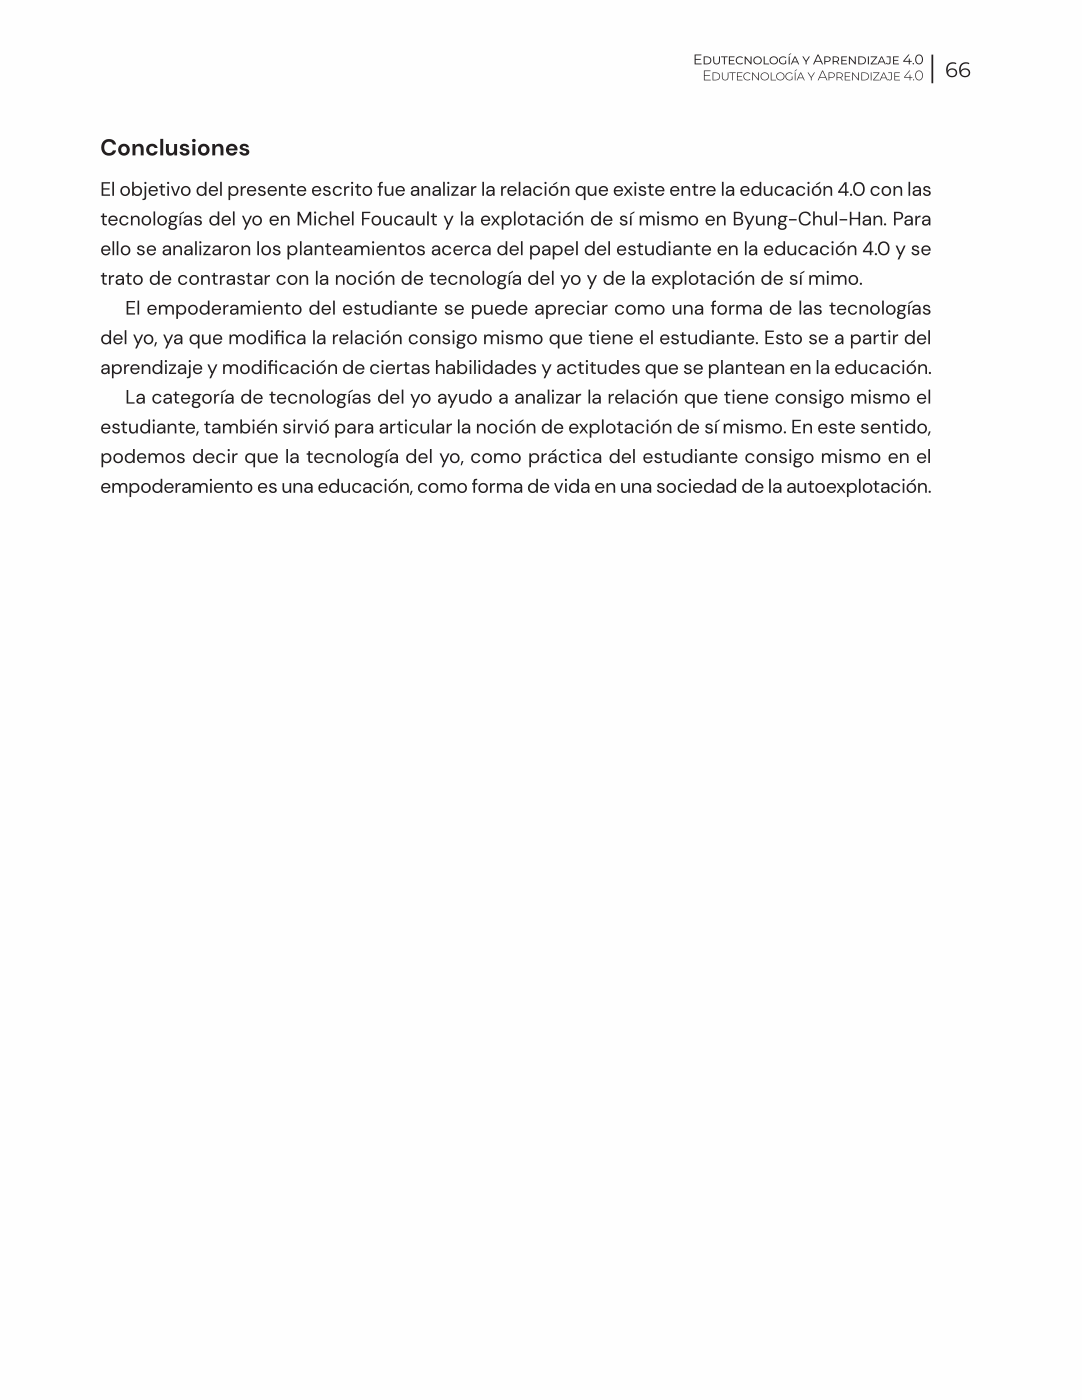 Edutecnología y Aprendizaje 4.0
Edutecnología y Aprendizaje 4.0
66
Conclusiones
El objetivo del presente escrito fue analizar la relación que existe entre la educación 4.0 con las
tecnologías del yo en Michel Foucault y la explotación de sí mismo en Byung-Chul-Han. Para
ello se analizaron los planteamientos acerca del papel del estudiante en la educación 4.0 y se
trato de contrastar con la noción de tecnología del yo y de la explotación de sí mimo.
El empoderamiento del estudiante se puede apreciar como una forma de las tecnologías
del yo, ya que modifica la relación consigo mismo que tiene el estudiante. Esto se a partir del
aprendizaje y modificación de ciertas habilidades y actitudes que se plantean en la educación.
La categoría de tecnologías del yo ayudo a analizar la relación que tiene consigo mismo el
estudiante, también sirvió para articular la noción de explotación de sí mismo. En este sentido,
podemos decir que la tecnología del yo, como práctica del estudiante consigo mismo en el
empoderamiento es una educación, como forma de vida en una sociedad de la autoexplotación.